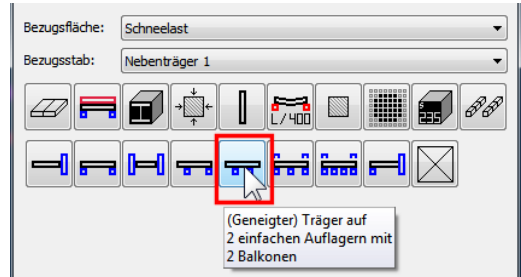 Bezugsfläche:
Schneelast
Bezugsstab:
Nebenträger 1
L/400
S
235
(Geneigter) Träger auf
2 einfachen Auflagern mit
2 Balkonen